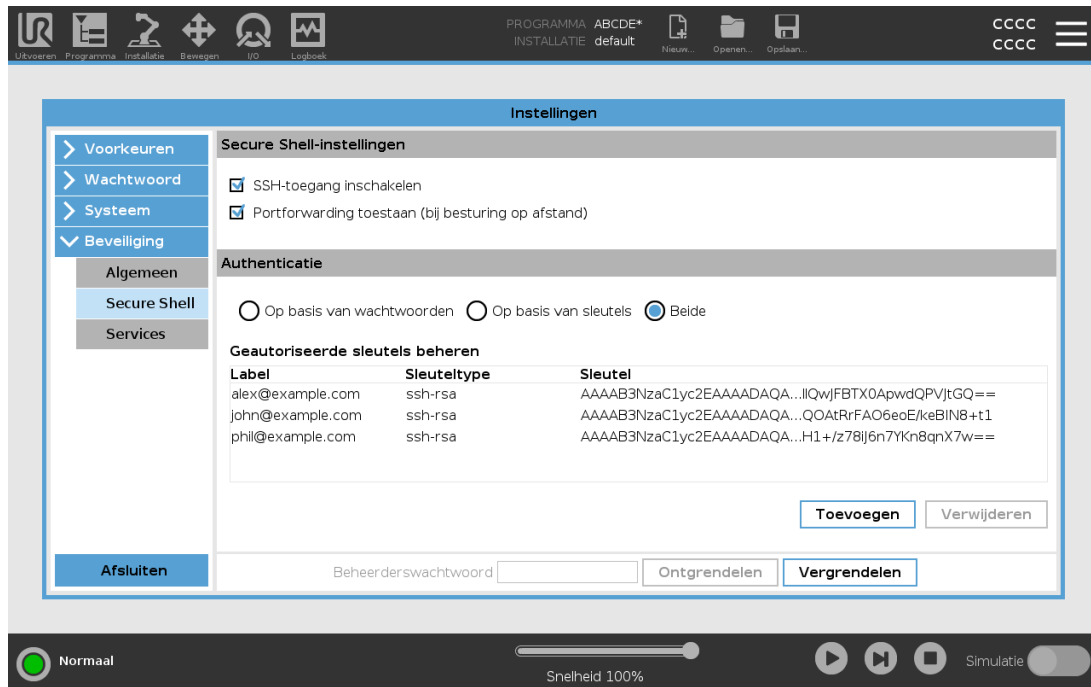 UR
PROGRAMMA ABCDE*
INSTALLATIE default
CCCC
CCCC
Uitvoeren Programma Installatie Bewegen I/O Logboek Nieuw... Openen... Opslaan...
Instellingen
Voorkeuren
Wachtwoord
Systeem
Beveiliging
Algemeen
Secure Shell
Services
Afsluiten
Secure Shell-instellingen
SSH-toegang inschakelen
Portforwarding toestaan (bij besturing op afstand)
Authenticatie
Op basis van wachtwoorden Op basis van sleutels Beide
Geautoriseerde sleutels beheren
Label Sleuteltype Sleutel
alex@example.com ssh-rsa AAAAB3NzaC1yc2EAAAADAQA...IIQwJFBTX0ApwdQPVJtGQ==
john@example.com ssh-rsa AAAAB3NzaC1yc2EAAAADAQA...QOAtRrFAO6eoE/keBIN8+t1
phil@example.com ssh-rsa AAAAB3NzaC1yc2EAAAADAQA...H1+/z78iJ6n7YKn8qnX7w==
Toevoegen Verwijderen
Beheerderswachtwoord Ontgrendelen Vergrendelen
Normaal
Snelheid 100%
Simulatie